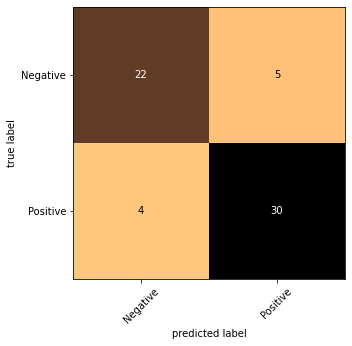 true label
Negative
22
5
Positive
4
30
Negative
Positive
predicted label